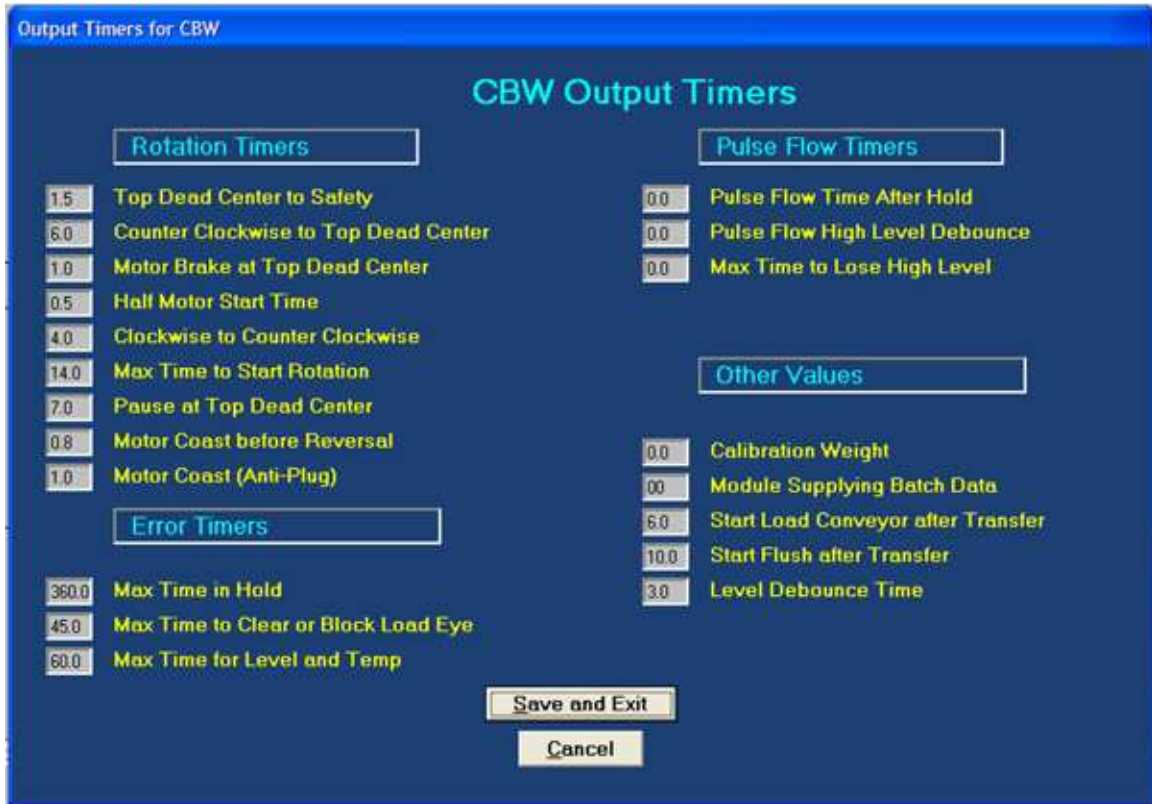 Output Timers for CBW
CBW Output Timers
Rotation Timers
1.5 Top Dead Center to Safety
6.0 Counter Clockwise to Top Dead Center
1.0 Motor Brake at Top Dead Center
0.5 Half Motor Start Time
4.0 Clockwise to Counter Clockwise
14.0 Max Time to Start Rotation
7.0 Pause at Top Dead Center
0.8 Motor Coast before Reversal
1.0 Motor Coast (Anti-Plug)
Error Timers
360.0 Max Time in Hold
45.0 Max Time to Clear or Block Load Eye
60.0 Max Time for Level and Temp
Pulse Flow Timers
0.0 Pulse Flow Time After Hold
0.0 Pulse Flow High Level Debounce
0.0 Max Time to Lose High Level
Other Values
0.0 Calibration Weight
00 Module Supplying Batch Data
6.0 Start Load Conveyor after Transfer
10.0 Start Flush after Transfer
3.0 Level Debounce Time
Save and Exit
Cancel